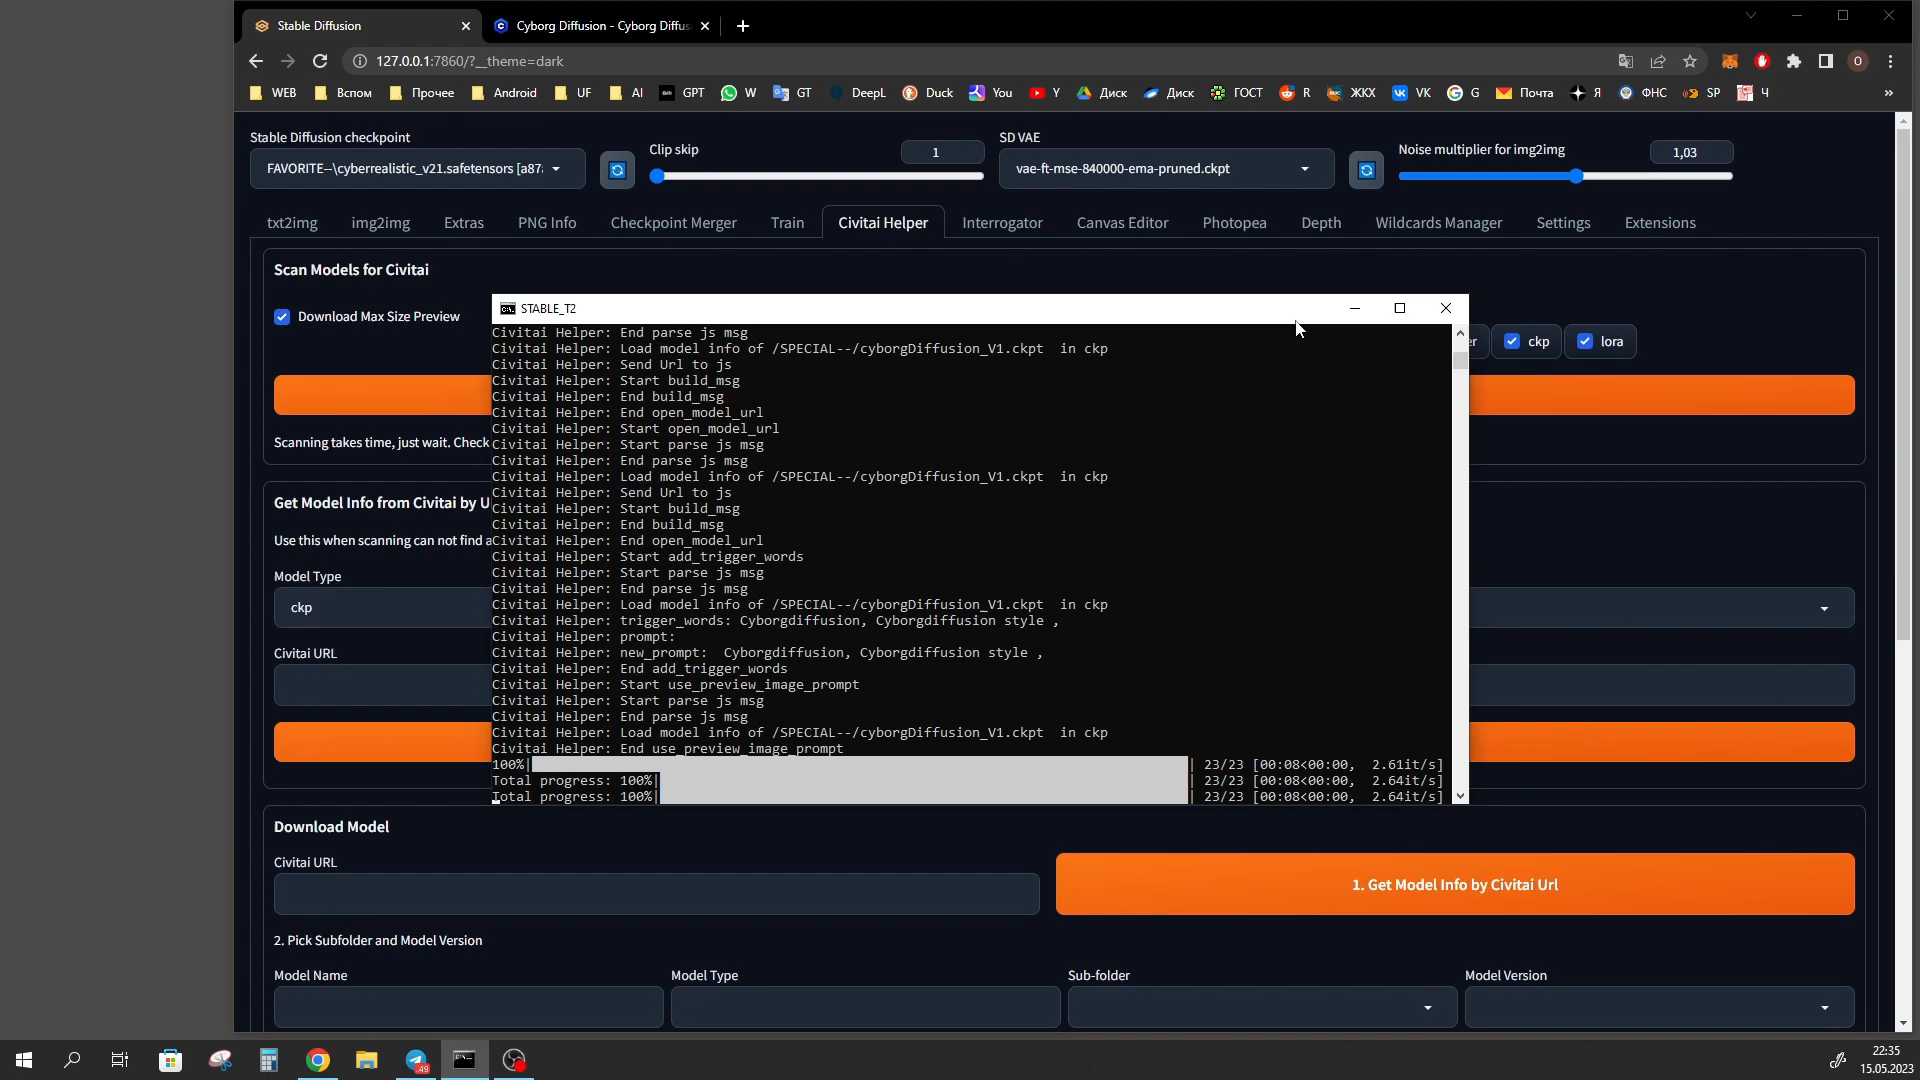 Stable Diffusion
Cyborg Diffusion - Cyborg Diffus
127.0.0.1:7860/?__theme=dark
WEB
Вспом
Прочее
Android
UF
AI
GPT
W
GT
DeepL
Duck
You
Y
Диск
Диск
ГОСТ
R
ЖКХ
VK
G
Почта
Я
ФНС
SP
Ч
»
O
Stable Diffusion checkpoint
FAVORITE--\cyberrealistic_v21.safetensors [a87
Clip skip
1
SD VAE
vae-ft-mse-840000-ema-pruned.ckpt
Noise multiplier for img2img
1,03
txt2img
img2img
Extras
PNG Info
Checkpoint Merger
Train
Civitai Helper
Interrogator
Canvas Editor
Photopea
Depth
Wildcards Manager
Settings
Extensions
Scan Models for Civitai
Download Max Size Preview
er
ckp
lora
Scanning takes time, just wait. Check
Get Model Info from Civitai by U
Use this when scanning can not find a
Model Type
ckp
Civitai URL
STABLE_T2
Civitai Helper: End parse js msg
Civitai Helper: Load model info of /SPECIAL--/cyborgDiffusion_V1.ckpt  in ckp
Civitai Helper: Send Url to js
Civitai Helper: Start build_msg
Civitai Helper: End build_msg
Civitai Helper: End open_model_url
Civitai Helper: Start open_model_url
Civitai Helper: Start parse js msg
Civitai Helper: End parse js msg
Civitai Helper: Load model info of /SPECIAL--/cyborgDiffusion_V1.ckpt  in ckp
Civitai Helper: Send Url to js
Civitai Helper: Start build_msg
Civitai Helper: End build_msg
Civitai Helper: End open_model_url
Civitai Helper: Start add_trigger_words
Civitai Helper: Start parse js msg
Civitai Helper: End parse js msg
Civitai Helper: Load model info of /SPECIAL--/cyborgDiffusion_V1.ckpt  in ckp
Civitai Helper: trigger_words: Cyborgdiffusion, Cyborgdiffusion style ,
Civitai Helper: prompt:
Civitai Helper: new_prompt:  Cyborgdiffusion, Cyborgdiffusion style ,
Civitai Helper: End add_trigger_words
Civitai Helper: Start use_preview_image_prompt
Civitai Helper: Start parse js msg
Civitai Helper: End parse js msg
Civitai Helper: Load model info of /SPECIAL--/cyborgDiffusion_V1.ckpt  in ckp
Civitai Helper: End use_preview_image_prompt
100%| | 23/23 [00:08<00:00,  2.61it/s]
Total progress: 100%| | 23/23 [00:08<00:00,  2.64it/s]
Total progress: 100%| | 23/23 [00:08<00:00,  2.64it/s]
Download Model
Civitai URL
1. Get Model Info by Civitai Url
2. Pick Subfolder and Model Version
Model Name
Model Type
Sub-folder
Model Version
49
22:35
15.05.2023